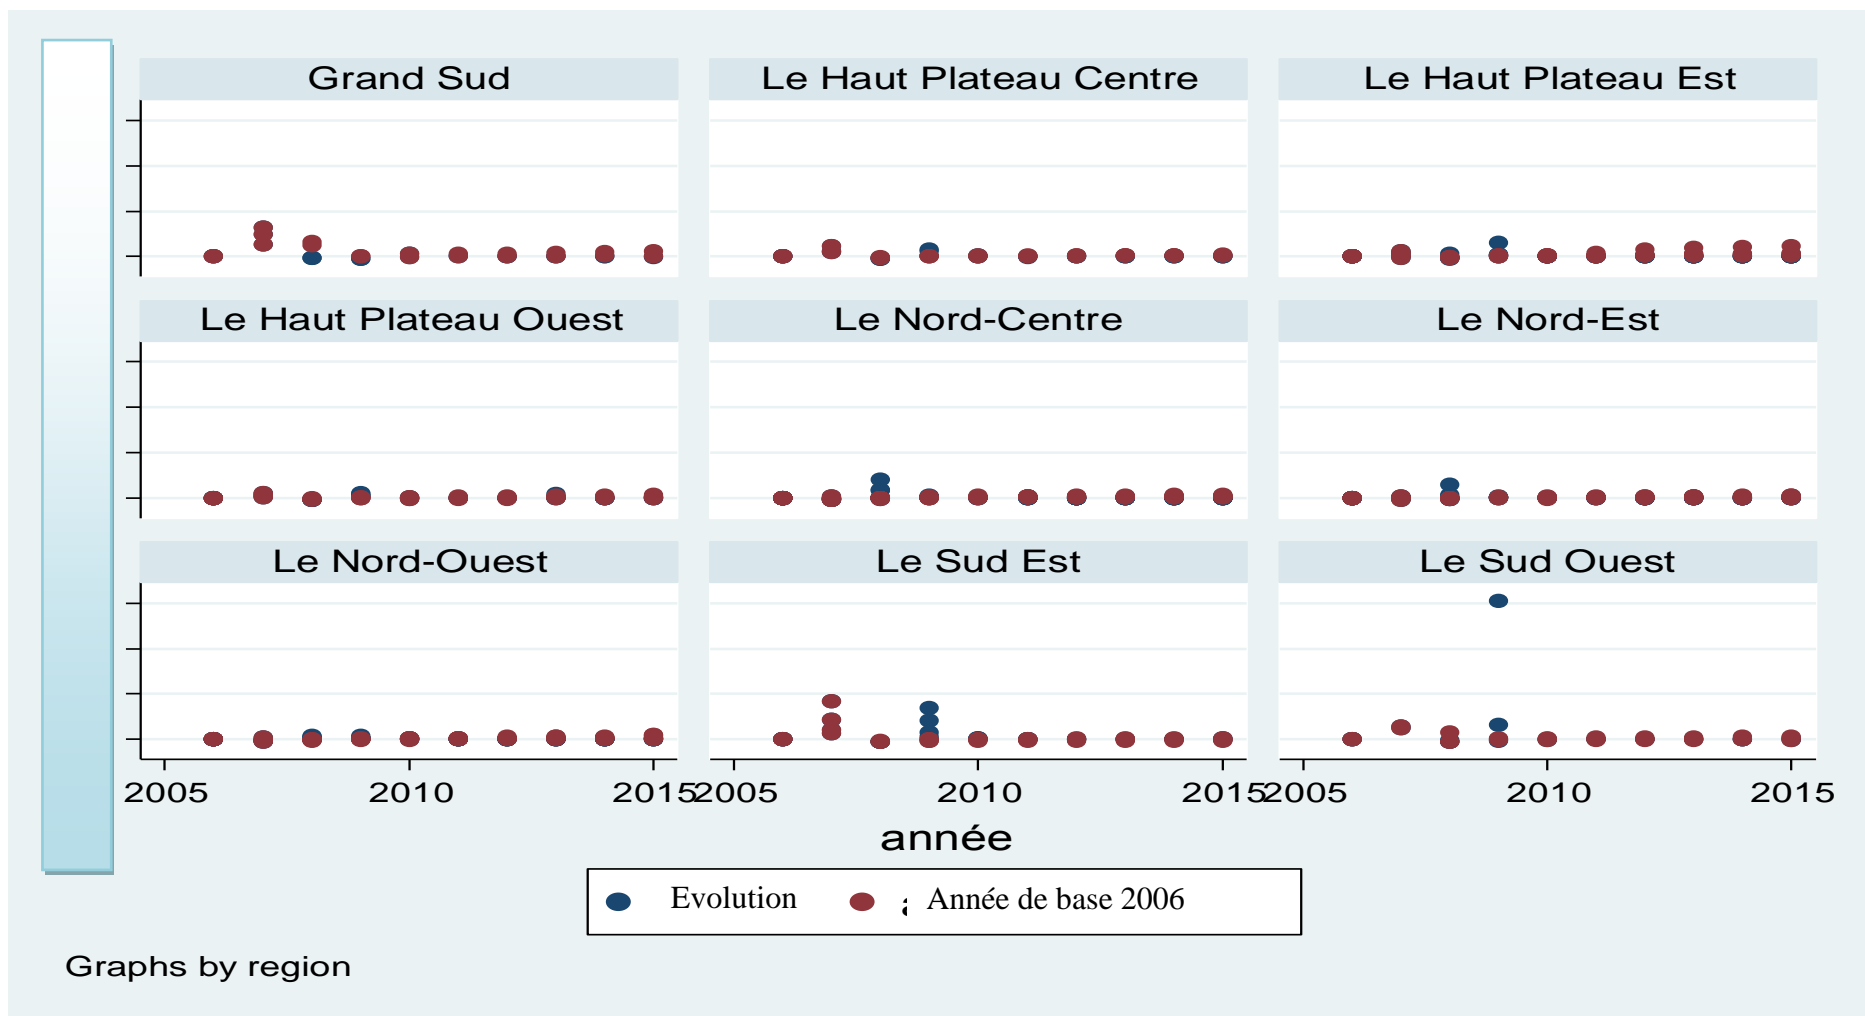 Grand Sud
Le Haut Plateau Centre
Le Haut Plateau Est
Le Haut Plateau Ouest
Le Nord-Centre
Le Nord-Est
Le Nord-Ouest
Le Sud Est
Le Sud Ouest
2005 2010 2015 2005 2010 2015 2005 2010 2015
année
Evolution Année de base 2006
Graphs by region